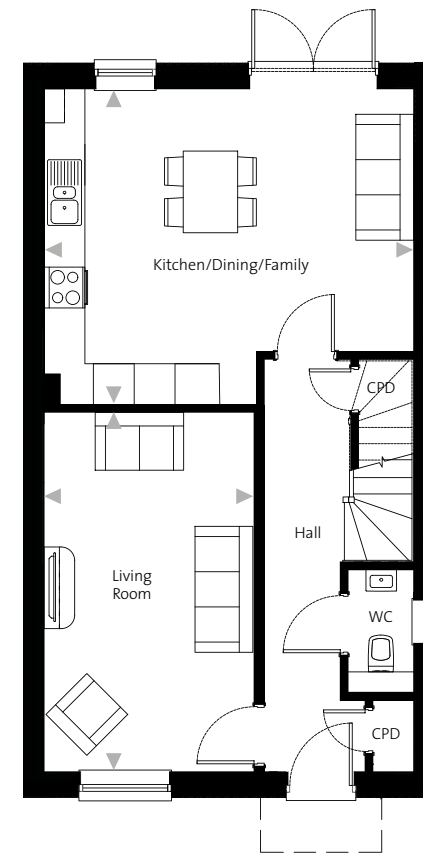 Kitchen/Dining/Family
CPD
Hall
Living
Room
WC
CPD